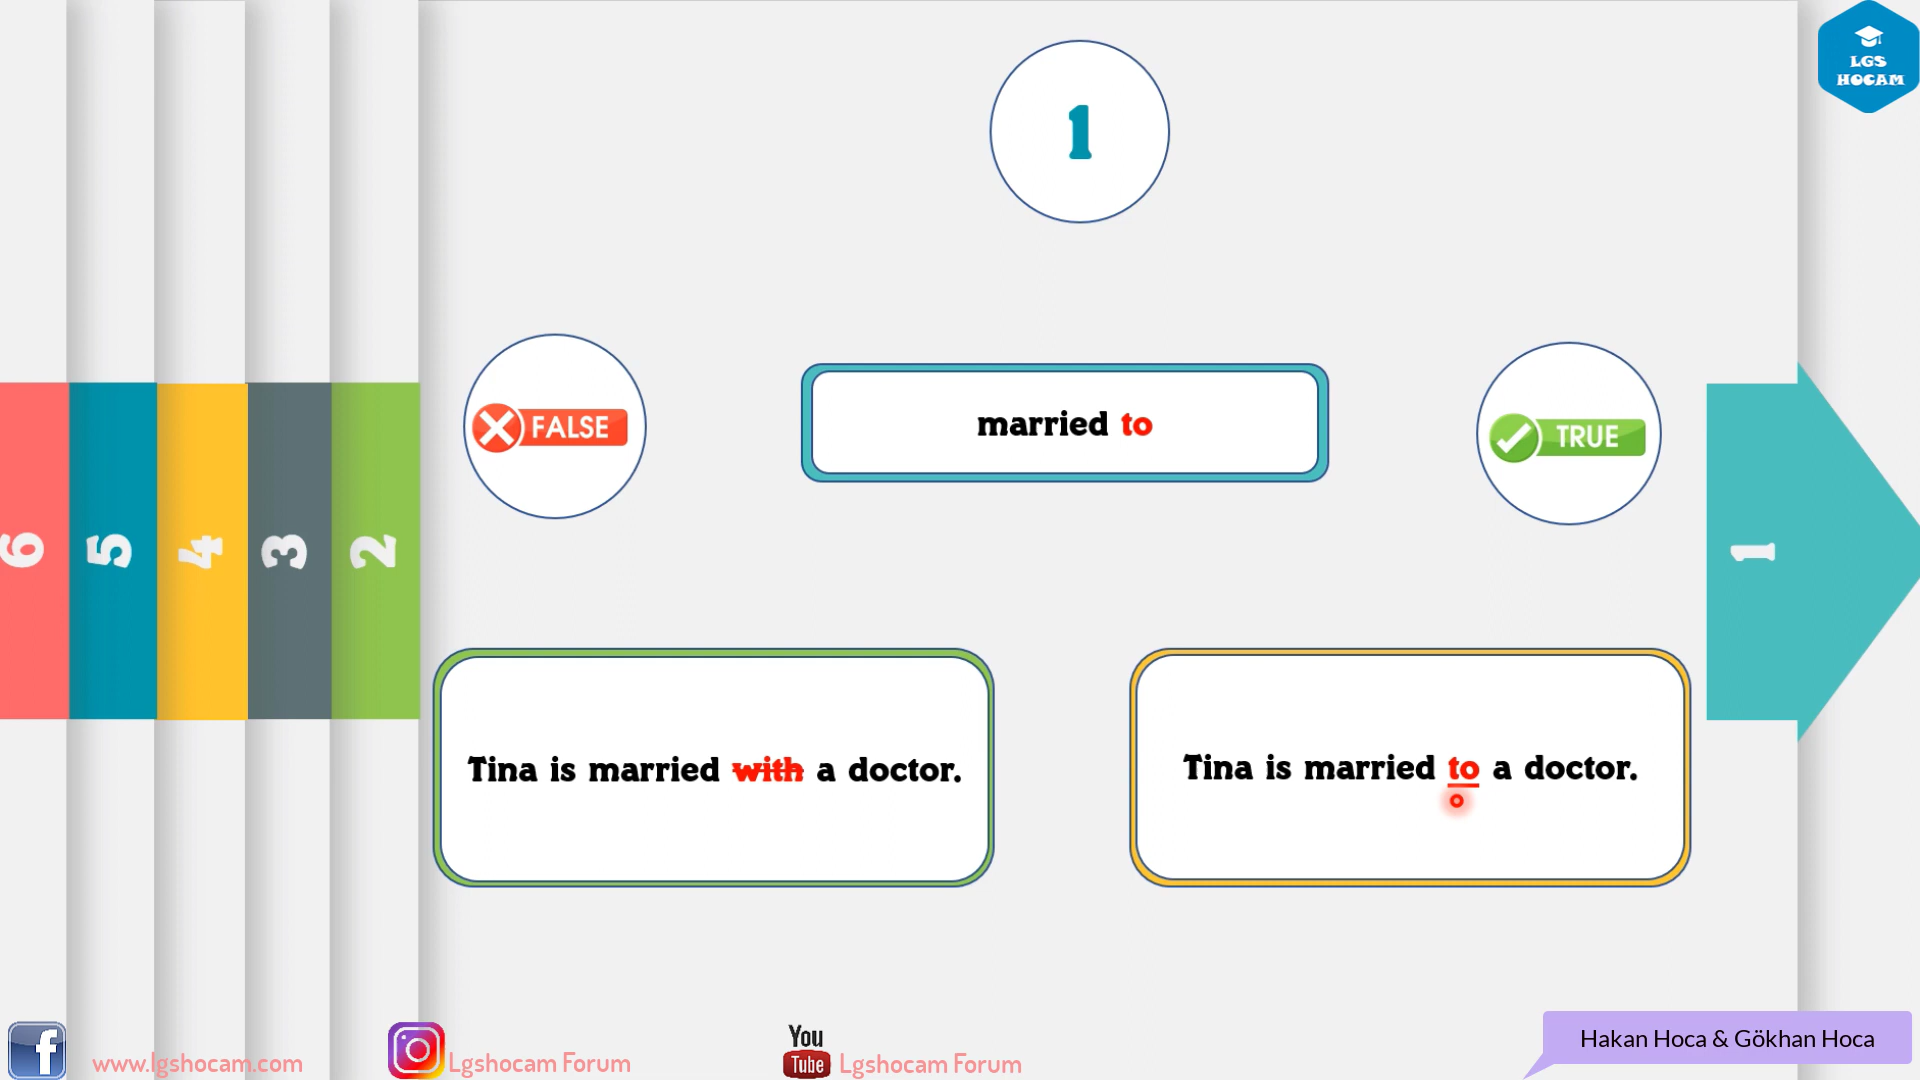 LGS
HOCAM
1
FALSE
married to
TRUE
6
5
4
3
2
1
Tina is married with a doctor.
Tina is married to a doctor.
www.lgshocam.com
Lgshocam Forum
You
Tube
Lgshocam Forum
Hakan Hoca & Gökhan Hoca